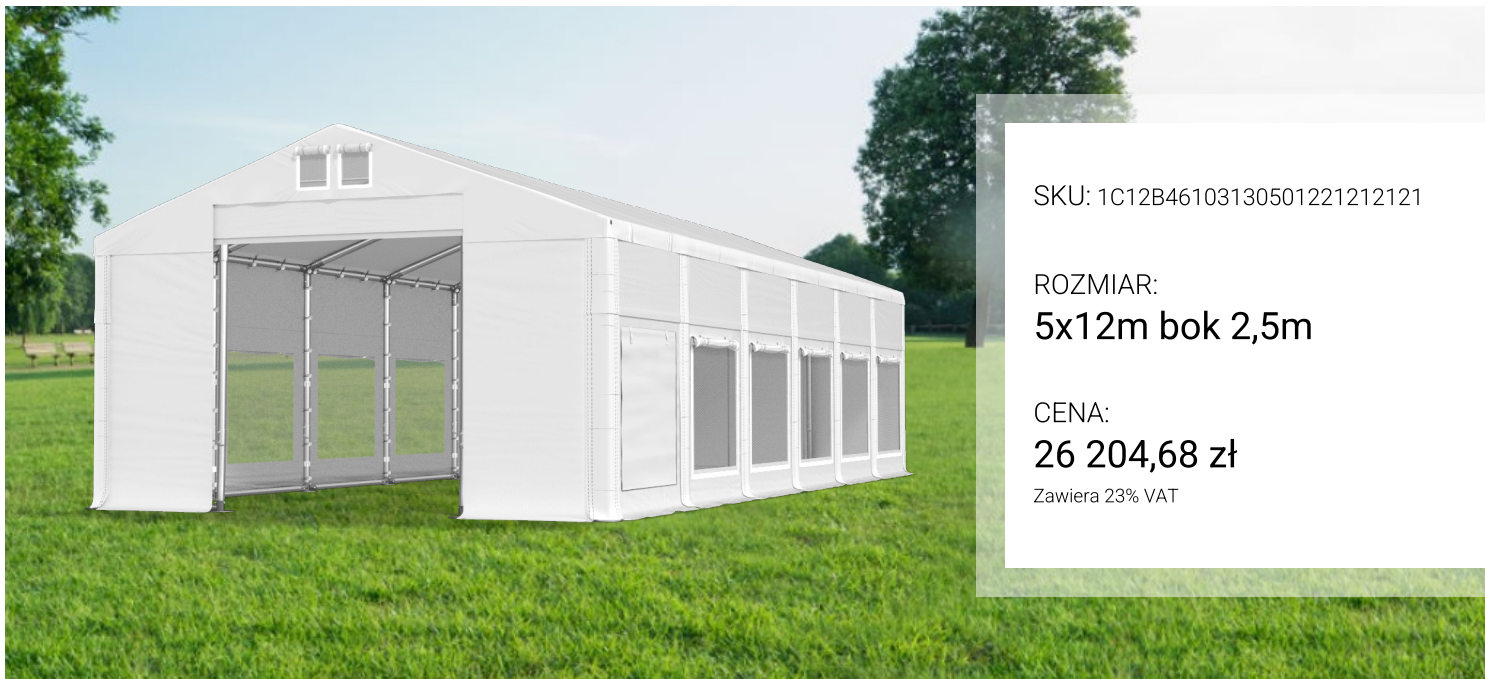 SKU: 1C12B46103130501221212121
ROZMIAR:
5x12m bok 2,5m
CENA:
26 204,68 zł
Zawiera 23% VAT